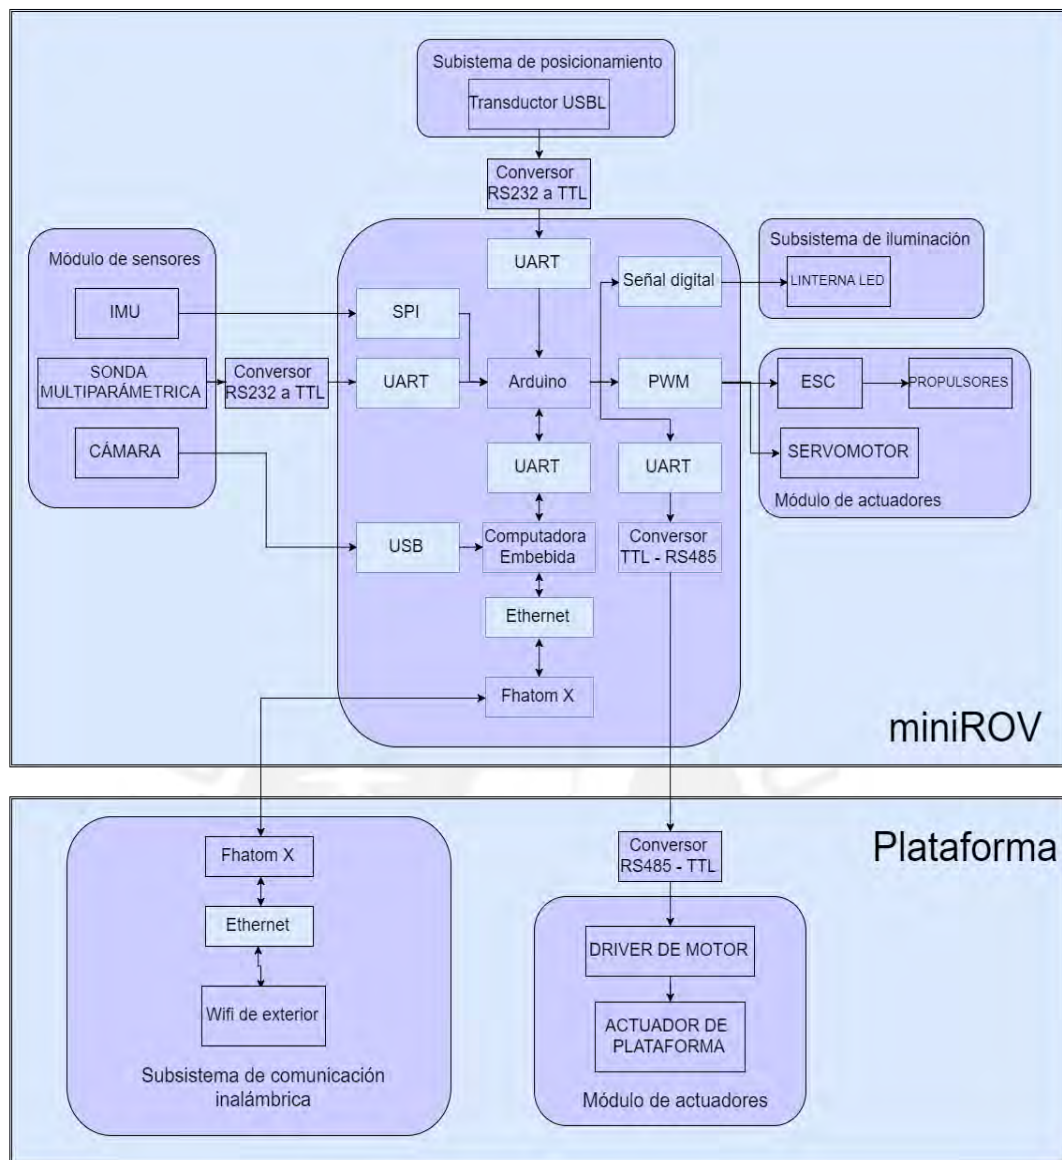 Subistema de posicionamiento
Transductor USBL
Conversor
RS232 a TTL
Módulo de sensores
IMU
SONDA
MULTIPARÁMETRICA
CÁMARA
Conversor
RS232 a TTL
UART
SPI
UART
Arduino
Señal digital
PWM
UART
UART
USB
Computadora
Embebida
Conversor
TTL - RS485
Ethernet
Fhatom X
Subsistema de iluminación
LINTERNA LED
ESC
PROPULSORES
SERVOMOTOR
Módulo de actuadores
miniROV
Plataforma
Fhatom X
Ethernet
Wifi de exterior
Subsistema de comunicación
inalámbrica
Conversor
RS485 - TTL
DRIVER DE MOTOR
ACTUADOR DE
PLATAFORMA
Módulo de actuadores